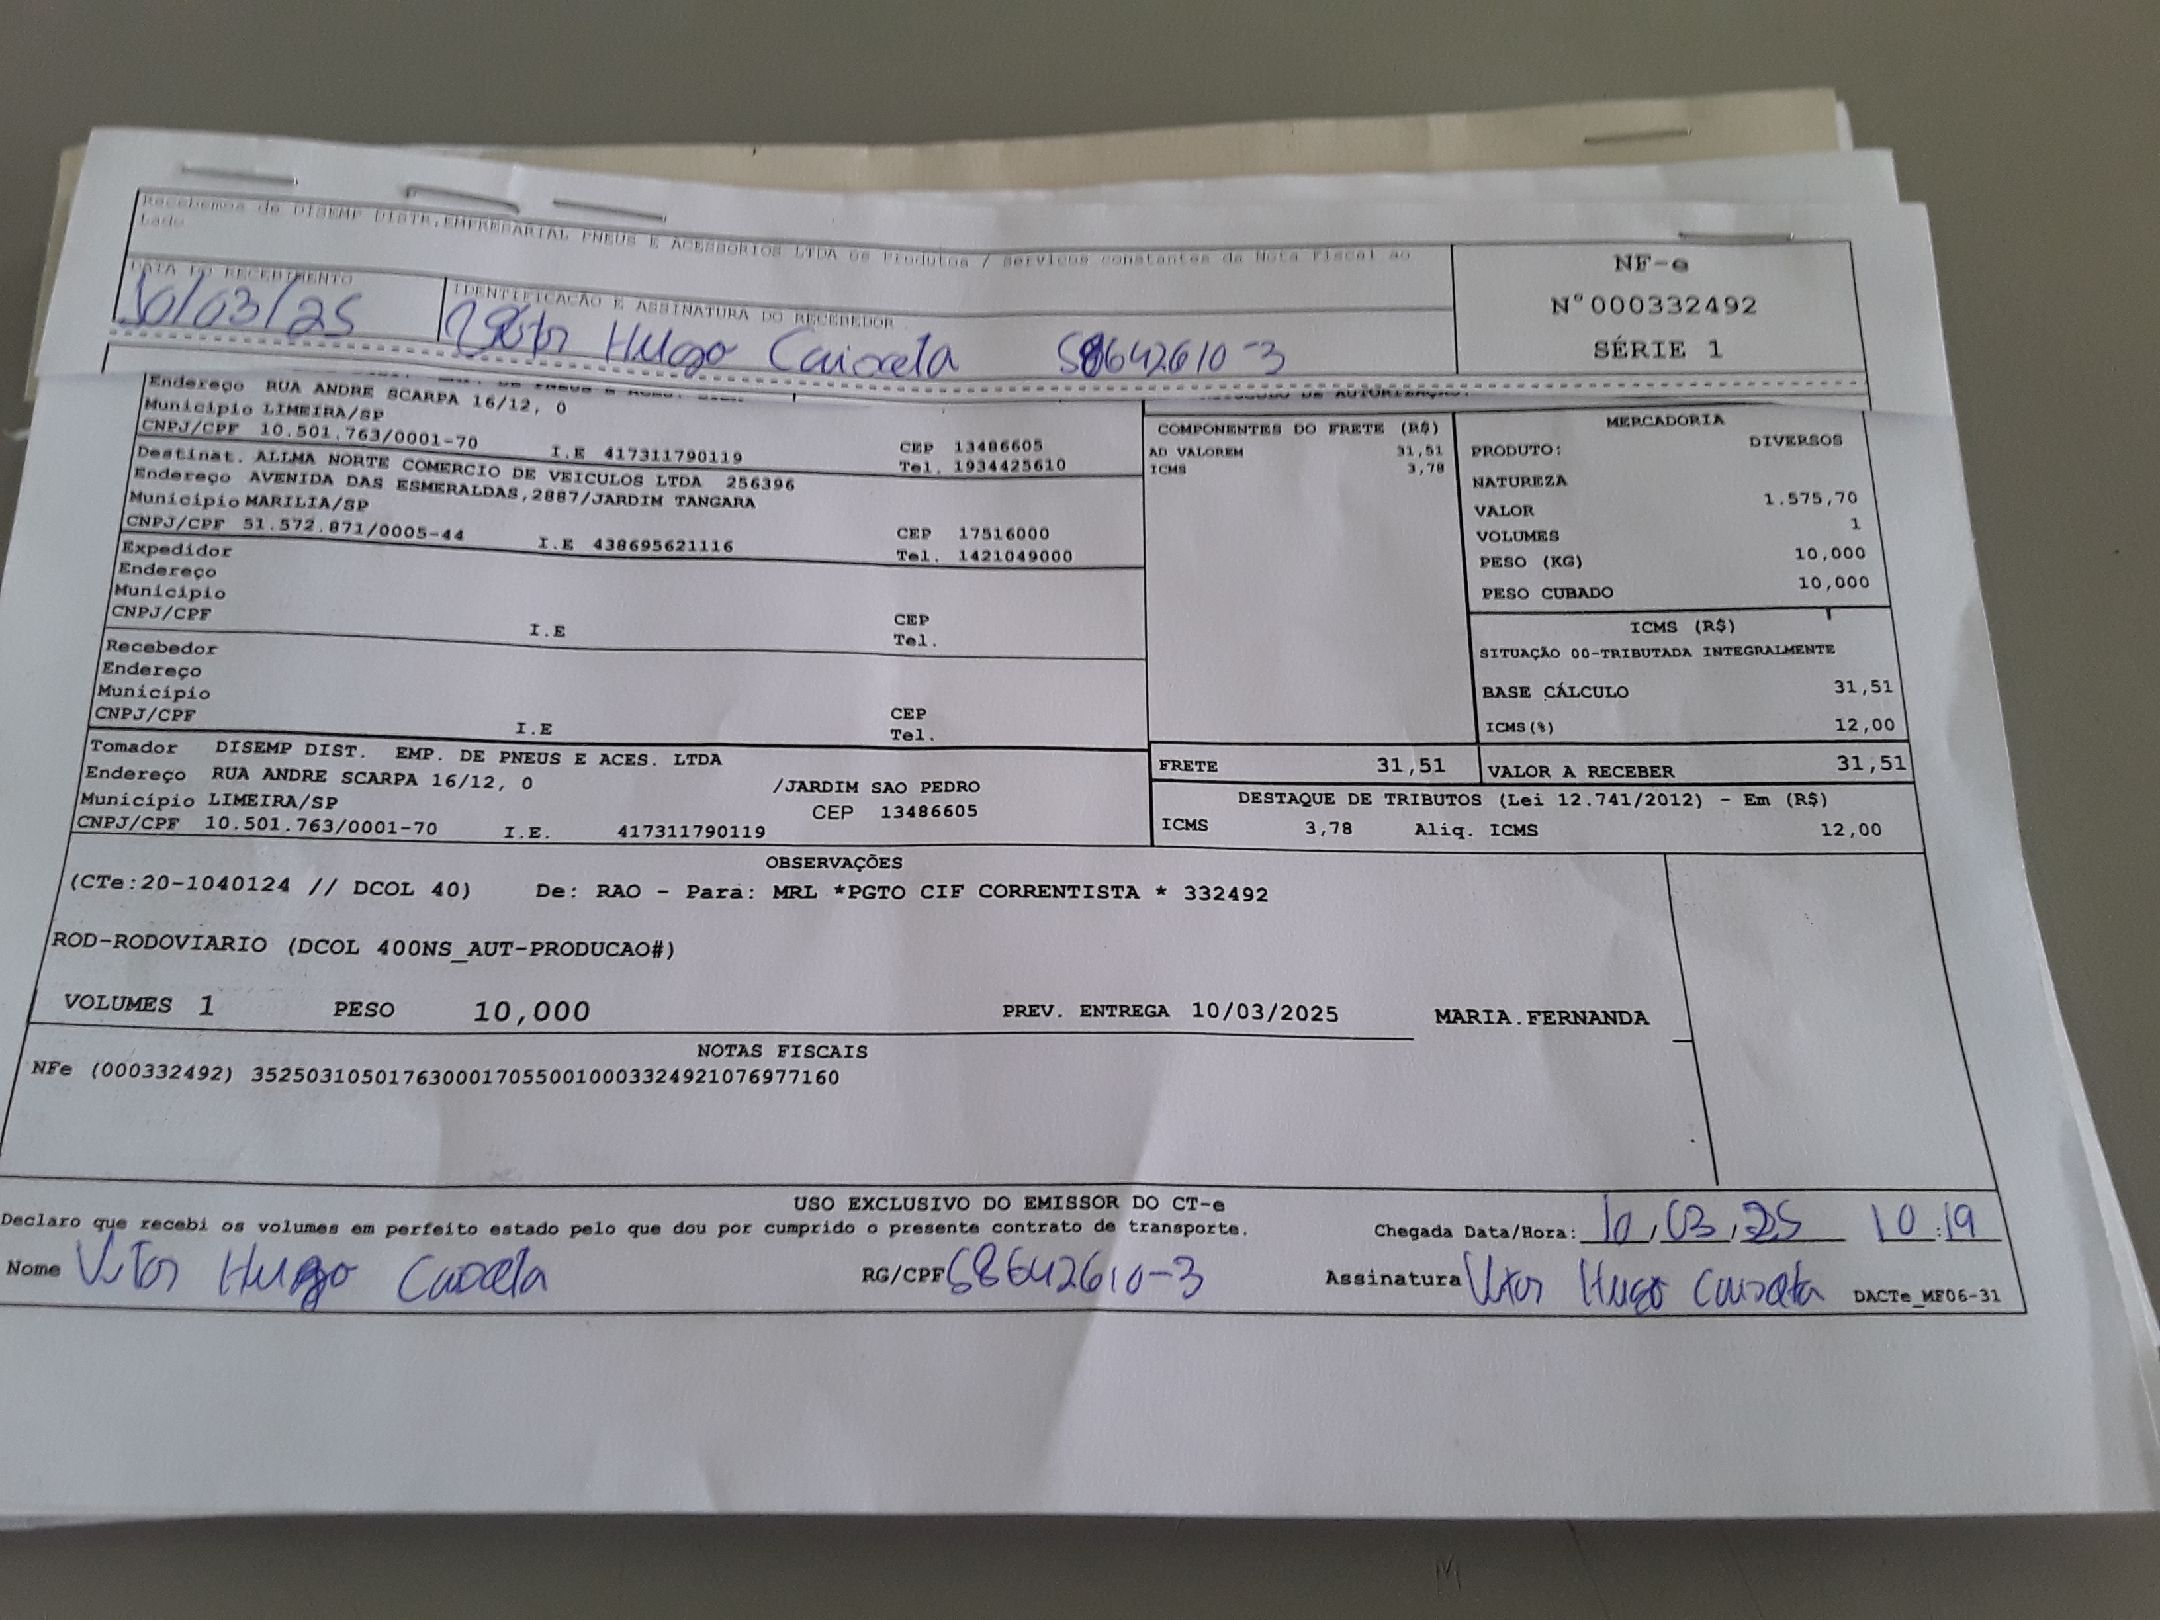 Recebemos de DISEMP DISTR.EMPRESARIAL PNEUS E ACESSORIOS LTDA os Produtos / servicos constantes da Nota Fiscal ao
Lado
NF-e
Nº000332492
SÉRIE 1
DATA DO RECEBIMENTO
10/03/25
IDENTIFICACÃO E ASSINATURA DO RECEBEDOR
Vitor Hugo 58642610-3
Endereço RUA ANDRE SCARPA 16/12, 0
Município LIMEIRA/SP
CNPJ/CPF 10.501.763/0001-70 I.E 417311790119
CEP 13486605
Tel. 1934425610
Destinat. ALLMA NORTE COMERCIO DE VEICULOS LTDA 256396
Endereço AVENIDA DAS ESMERALDAS,2887/JARDIM TANGARA
Município MARILIA/SP
CNPJ/CPF 51.572.871/0005-44 I.E 438695621116
CEP 17516000
Tel. 1421049000
Expedidor
Endereço
Município
CNPJ/CPF I.E
CEP
Tel.
Recebedor
Endereço
Município
CNPJ/CPF I.E
CEP
Tel.
Tomador DISEMP DIST. EMP. DE PNEUS E ACES. LTDA
Endereço RUA ANDRE SCARPA 16/12, 0 /JARDIM SAO PEDRO
Município LIMEIRA/SP CEP 13486605
CNPJ/CPF 10.501.763/0001-70 I.E. 417311790119
DE AUTORIZAÇÃO
COMPONENTES DO FRETE (R$)
AD VALOREM 31,51
ICMS 3,78
MERCADORIA
PRODUTO: DIVERSOS
NATUREZA
VALOR 1.575,70
VOLUMES 1
PESO (KG) 10,000
PESO CUBADO 10,000
ICMS (R$)
SITUAÇÃO 00-TRIBUTADA INTEGRALMENTE
BASE CÁLCULO 31,51
ICMS(%) 12,00
FRETE 31,51
VALOR A RECEBER 31,51
DESTAQUE DE TRIBUTOS (Lei 12.741/2012) - Em (R$)
ICMS 3,78 Aliq. ICMS 12,00
OBSERVAÇÕES
(CTe:20-1040124 // DCOL 40) De: RAO - Para: MRL *PGTO CIF CORRENTISTA * 332492
ROD-RODOVIARIO (DCOL 400NS_AUT-PRODUCAO#)
VOLUMES 1 PESO 10,000 PREV. ENTREGA 10/03/2025 MARIA.FERNANDA
NOTAS FISCAIS
NFe (000332492) 35250310501763000170550010003324921076977160
USO EXCLUSIVO DO EMISSOR DO CT-e
Declaro que recebi os volumes em perfeito estado pelo que dou por cumprido o presente contrato de transporte.
Chegada Data/Hora: 10,03,25 10:19
Nome Vitor Hugo RG/CPF 58642610-3 Assinatura Vitor Hugo DACTe_MF06-31